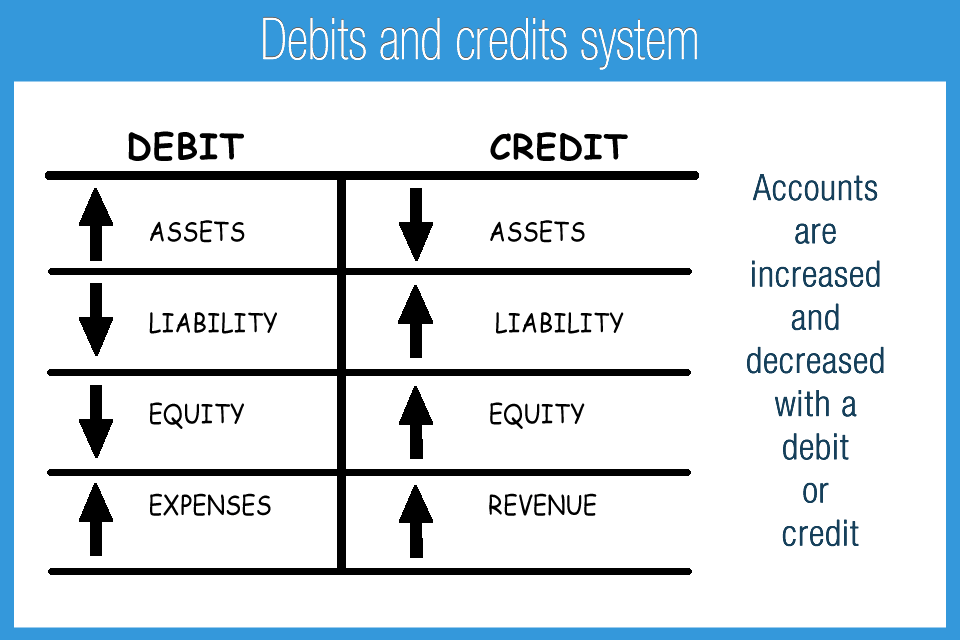 Debits and credits system
DEBIT CREDIT
ASSETS ASSETS
LIABILITY LIABILITY
EQUITY EQUITY
EXPENSES REVENUE
Accounts
are
increased
and
decreased
with a
debit
or
credit